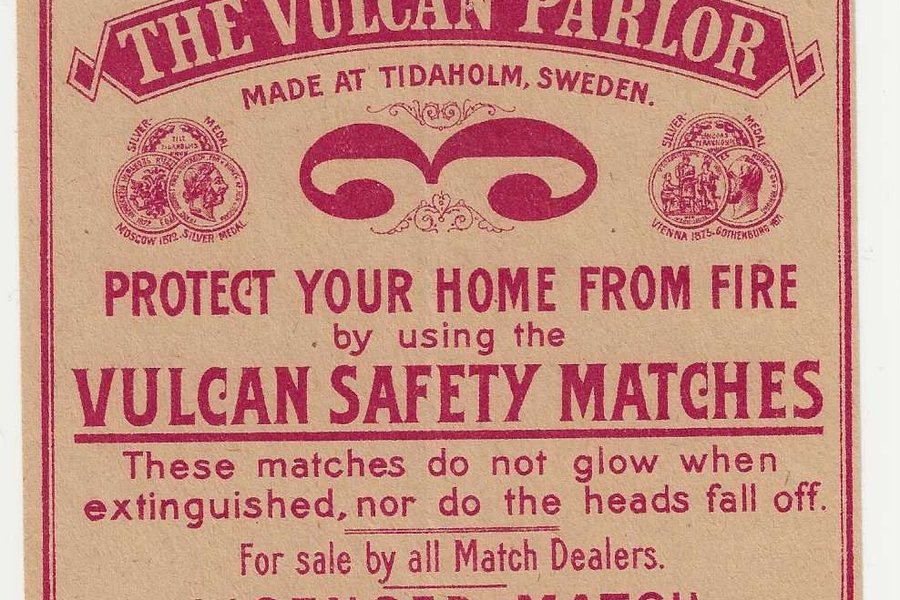 THE VULCAN PARLOR
MADE AT TIDAHOLM, SWEDEN.
SILVER- MEDAL
MOSCOW 1872. SILVER MEDAL
SILVER- MEDAL
VIENNA 1873. GOTHENBURG 1871
PROTECT YOUR HOME FROM FIRE
by using the
VULCAN SAFETY MATCHES
These matches do not glow when
extinguished, nor do the heads fall off.
For sale by all Match Dealers.
MATCH